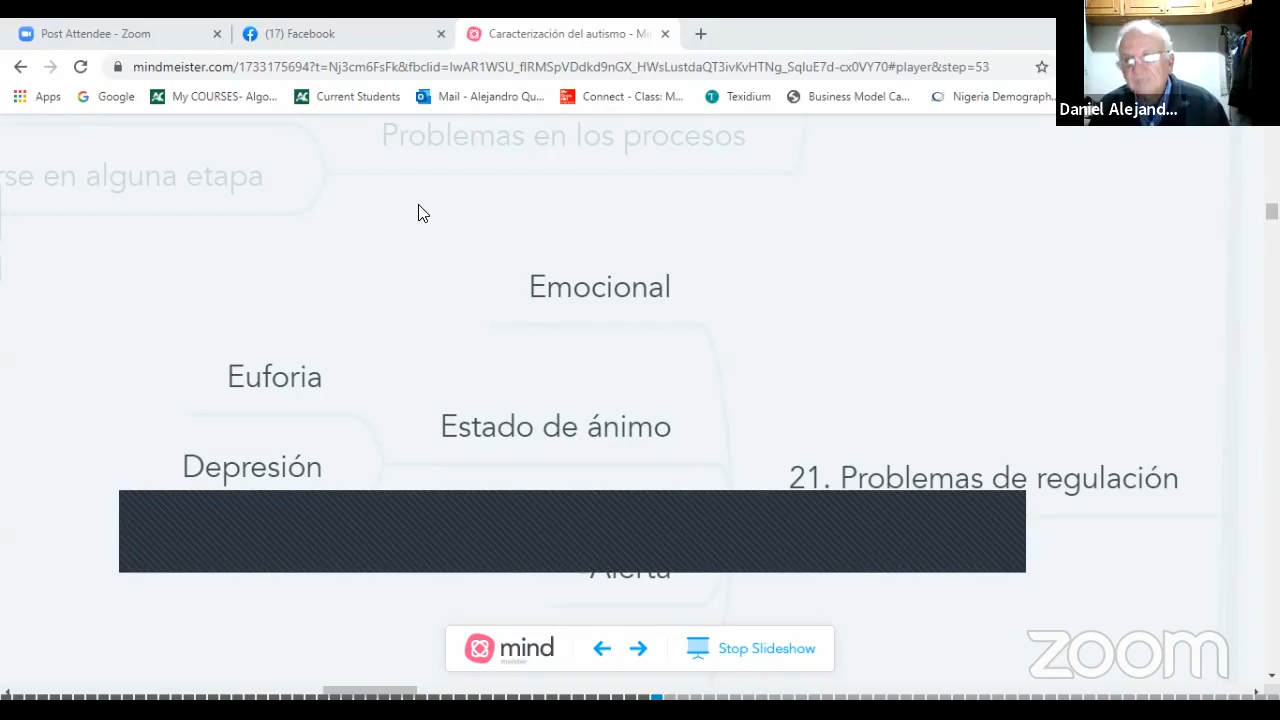 Post Attendee - Zoom
(17) Facebook
Caracterización del autismo - Mi
mindmeister.com/1733175694?t=Nj3cm6FsFk&fbclid=IwAR1WSU_fIRMSpVDdkd9nGX_HWsLustdaQT3ivKvHTNg_SqluE7d-cx0VY70#player&step=53
Apps
Google
My COURSES- Algo...
Current Students
Mail - Alejandro Qu...
Connect - Class: M...
Texidium
Business Model Ca...
Nigeria Demograph...
Daniel Alejand...
Problemas en los procesos
rse en alguna etapa
Emocional
Euforia
Estado de ánimo
Depresión
21. Problemas de regulación
Alerta
mind
meister
Stop Slideshow
zoom